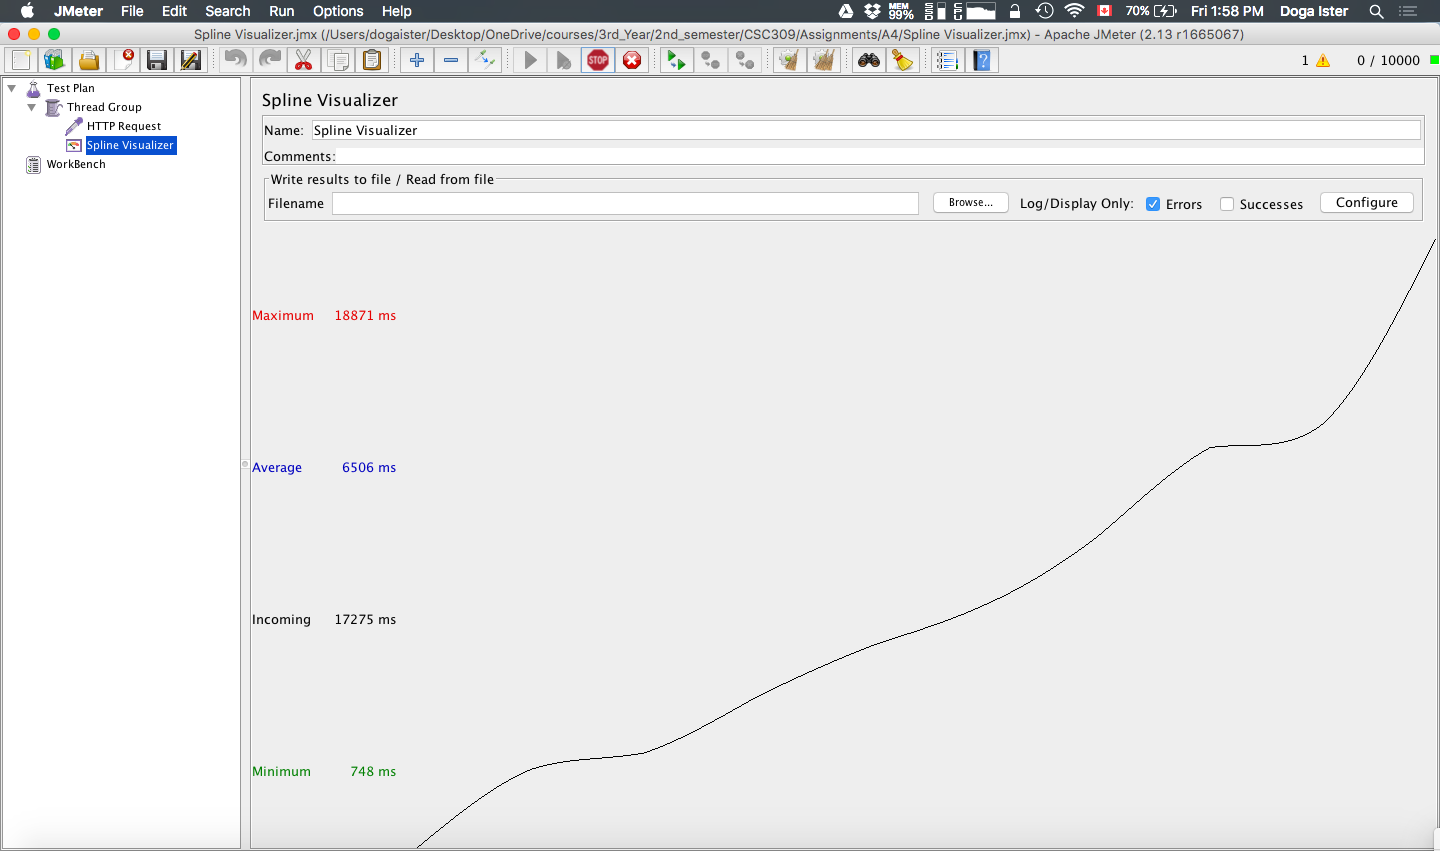 JMeter File Edit Search Run Options Help MEM 99% 70% Fri 1:58 PM Doga Ister
Spline Visualizer.jmx (/Users/dogaister/Desktop/OneDrive/courses/3rd_Year/2nd_semester/CSC309/Assignments/A4/Spline Visualizer.jmx) - Apache JMeter (2.13 r1665067)
STOP ? 1 0 / 10000
Test Plan
Thread Group
HTTP Request
Spline Visualizer
WorkBench
Spline Visualizer
Name: Spline Visualizer
Comments:
Write results to file / Read from file
Filename Browse... Log/Display Only: Errors Successes Configure
Maximum 18871 ms
Average 6506 ms
Incoming 17275 ms
Minimum 748 ms